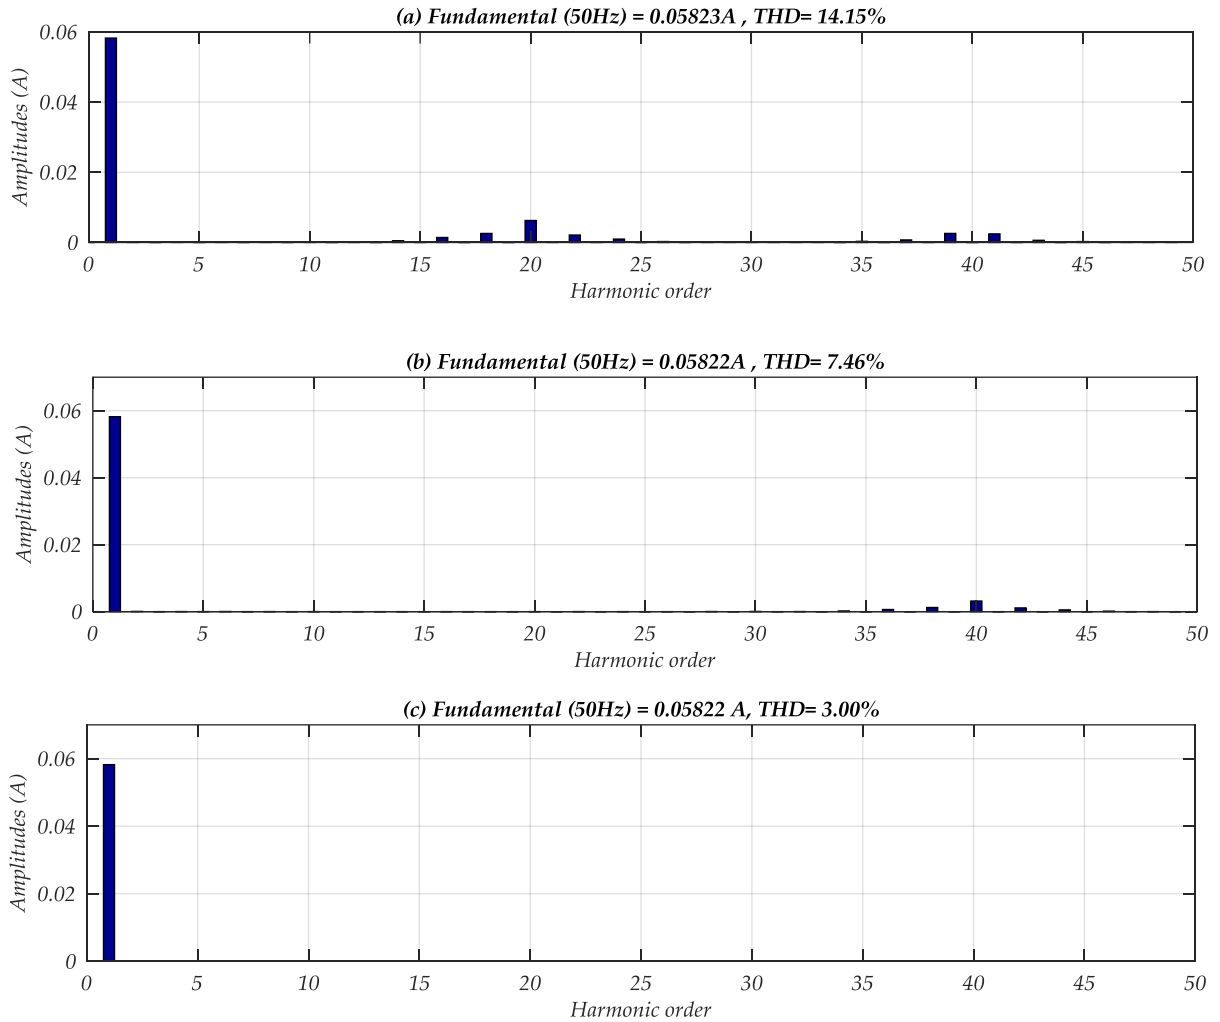 (a) Fundamental (50Hz) = 0.05823A , THD= 14.15%
0.06
0.04
0.02
0
Amplitudes (A)
0 5 10 15 20 25 30 35 40 45 50
Harmonic order
(b) Fundamental (50Hz) = 0.05822A , THD= 7.46%
0.06
0.04
0.02
0
Amplitudes (A)
0 5 10 15 20 25 30 35 40 45 50
Harmonic order
(c) Fundamental (50Hz) = 0.05822 A, THD= 3.00%
0.06
0.04
0.02
0
Amplitudes (A)
0 5 10 15 20 25 30 35 40 45 50
Harmonic order